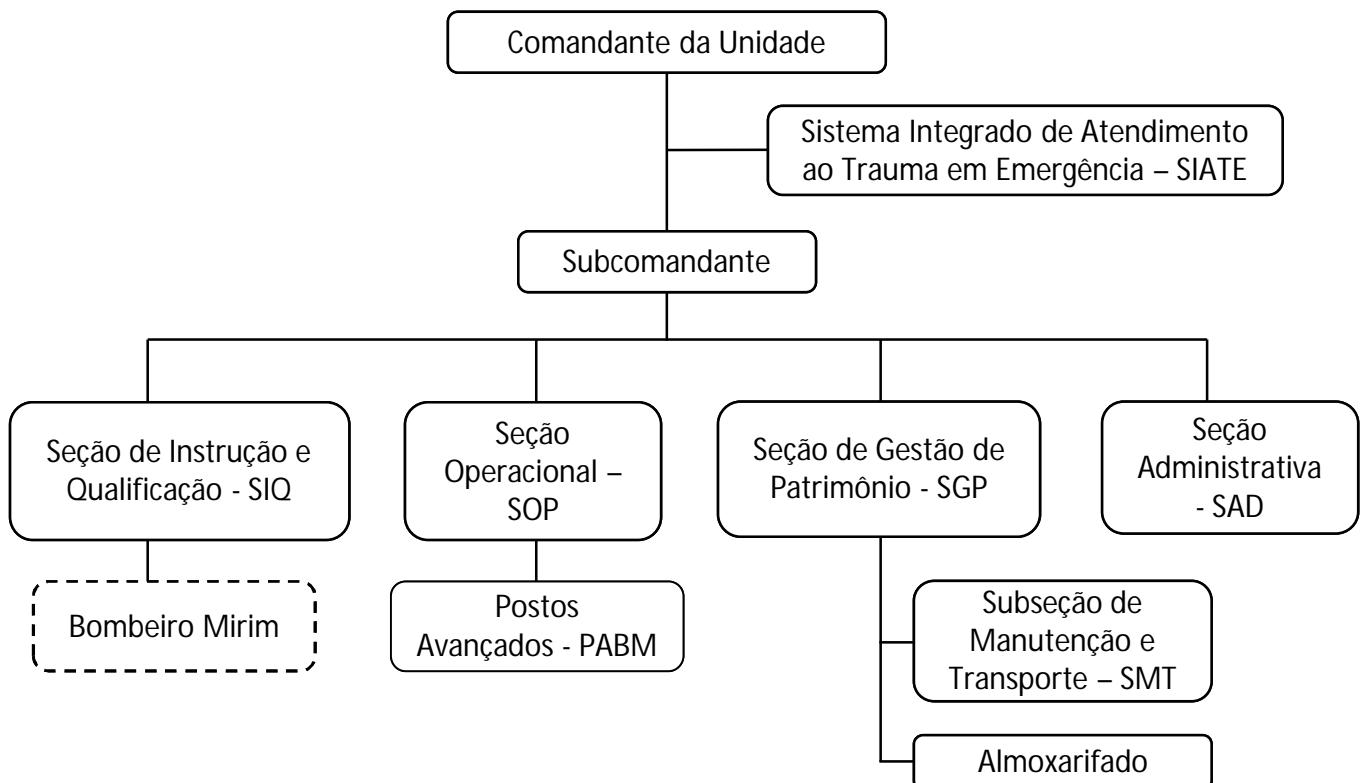 Comandante da Unidade
Sistema Integrado de Atendimento
ao Trauma em Emergência – SIATE
Subcomandante
Seção de Instrução e
Qualificação - SIQ
Seção
Operacional –
SOP
Seção de Gestão de
Patrimônio - SGP
Seção
Administrativa
- SAD
Bombeiro Mirim
Postos
Avançados - PABM
Subseção de
Manutenção e
Transporte – SMT
Almoxarifado